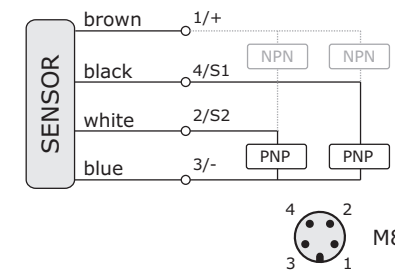 SENSOR
brown 1/+
NPN NPN
black 4/S1
white 2/S2
PNP PNP
blue 3/-
4 2
M8
3 1